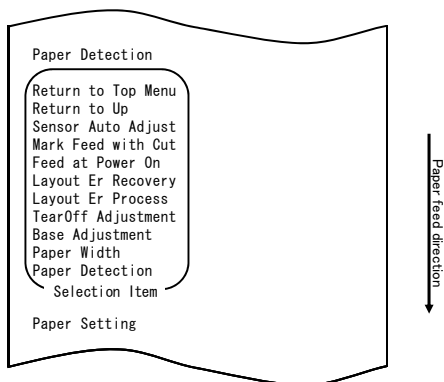 Paper Detection
Return to Top Menu
Return to Up
Sensor Auto Adjust
Mark Feed with Cut
Feed at Power On
Layout Er Recovery
Layout Er Process
TearOff Adjustment
Base Adjustment
Paper Width
Paper Detection
Selection Item
Paper Setting
Paper feed direction